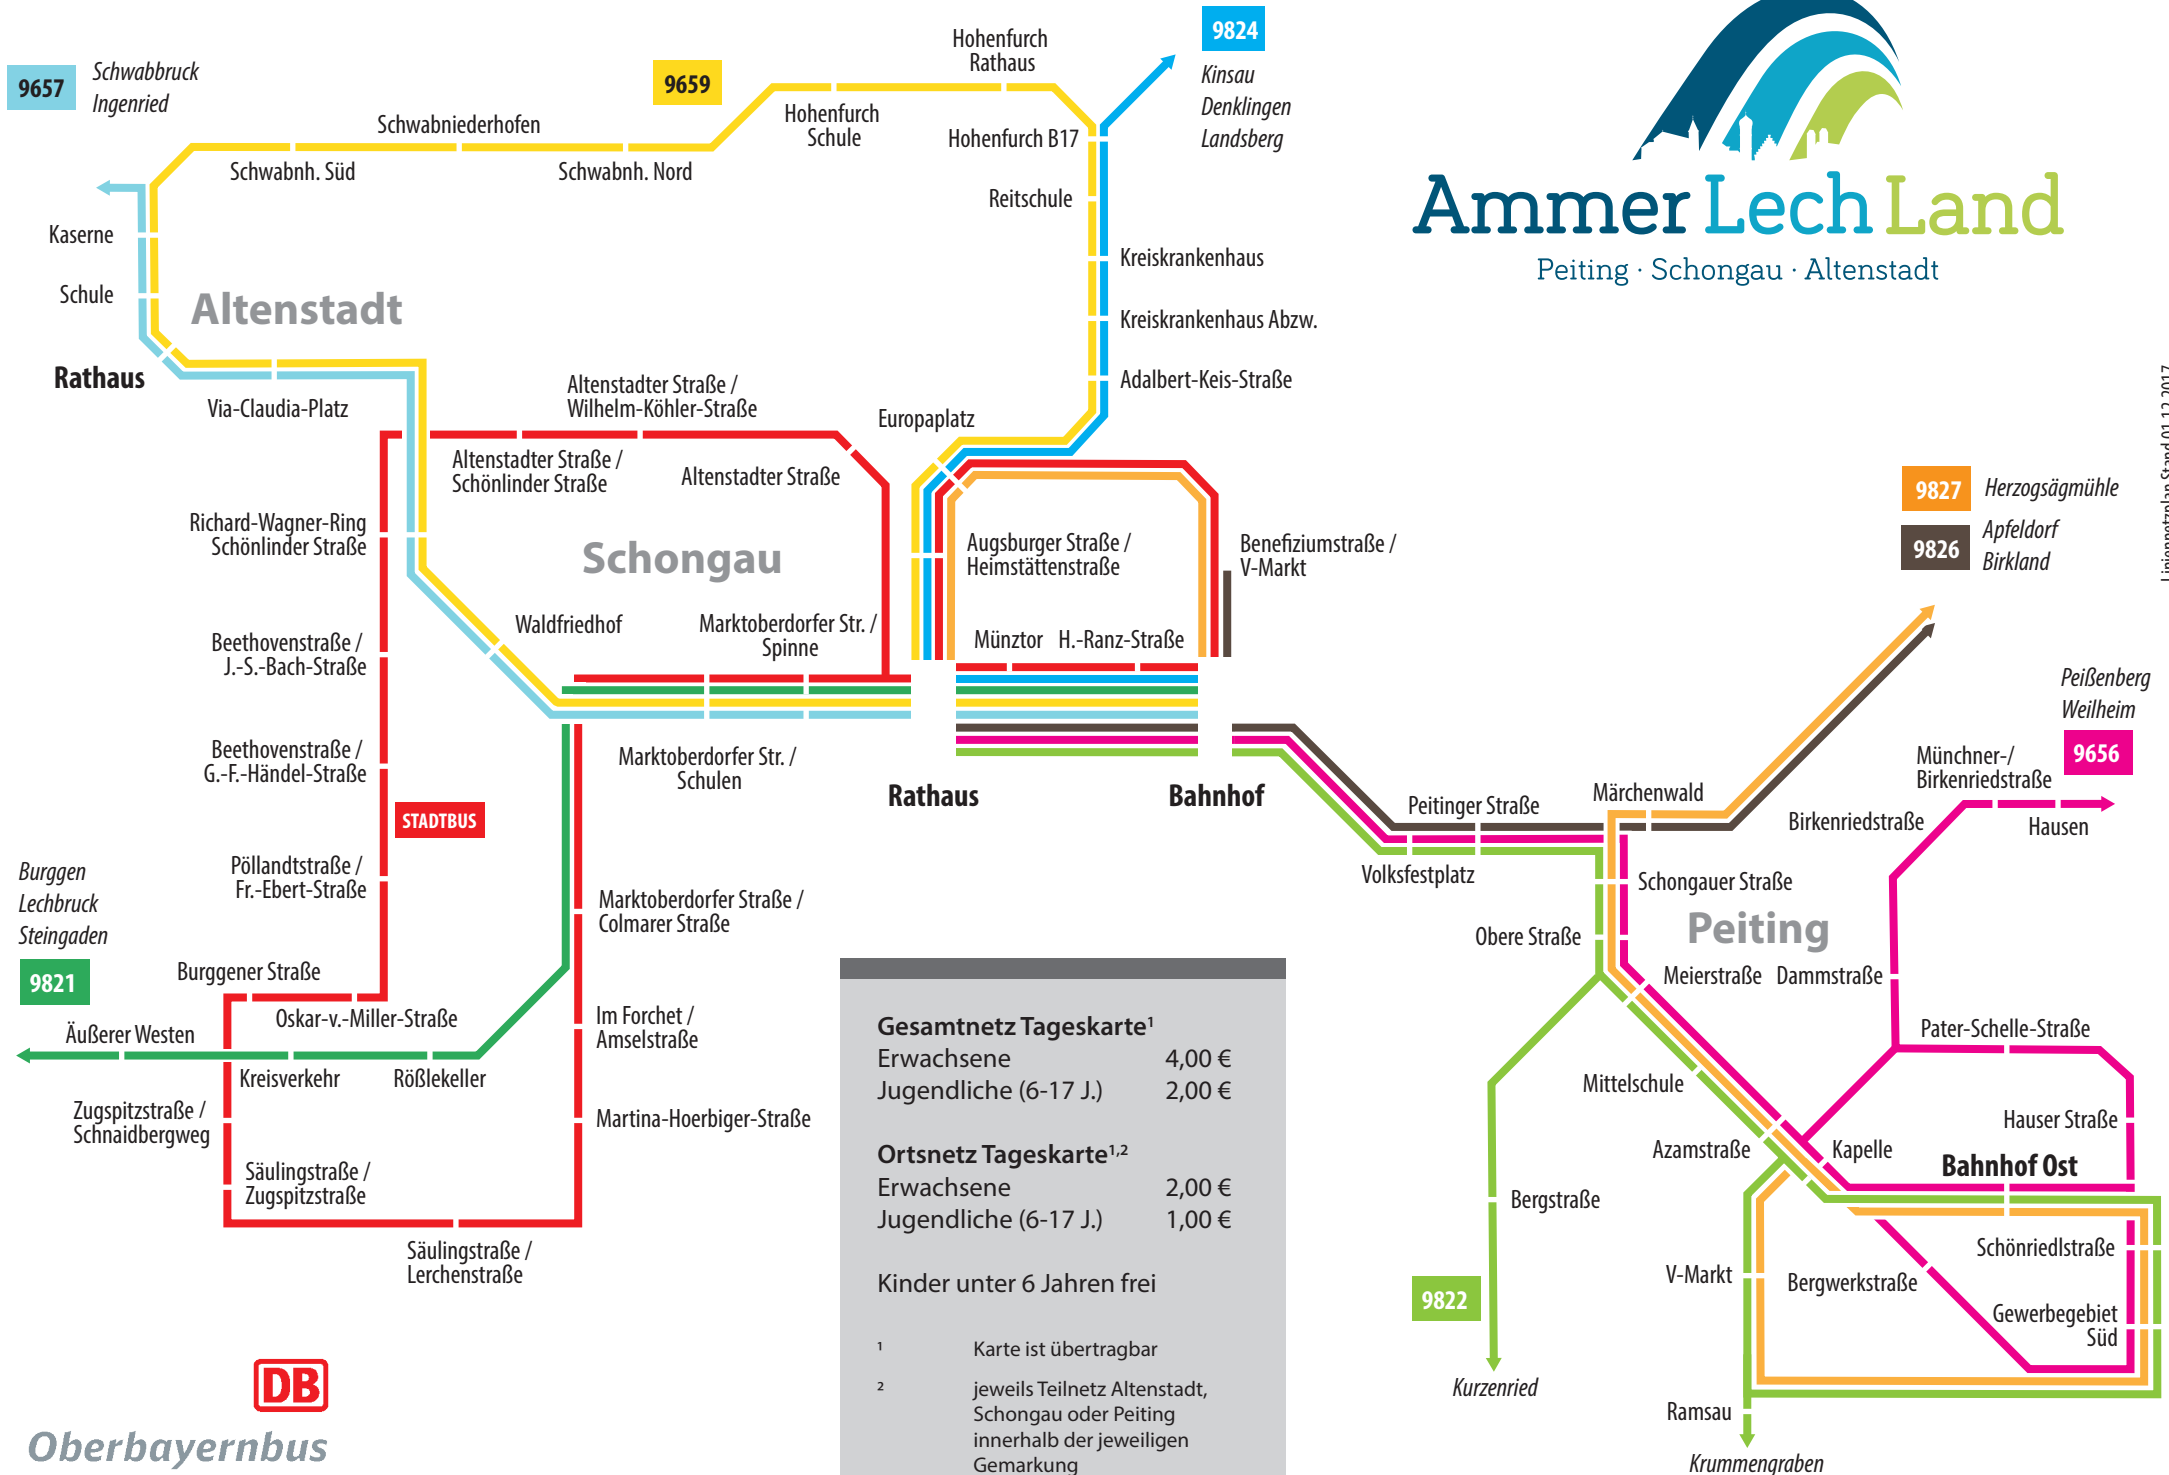 9824
Hohenfurch
Rathaus
9657
Schwabbruck
Ingenried
9659
Kinsau
Denklingen
Landsberg
Hohenfurch
Schule
Schwabniederhofen
Hohenfurch B17
Schwabnh. Süd
Schwabnh. Nord
Reitschule
Ammer Lech Land
Peiting · Schongau · Altenstadt
Kaserne
Schule
Altenstadt
Kreiskrankenhaus
Kreiskrankenhaus Abzw.
Rathaus
Via-Claudia-Platz
Altenstadter Straße /
Wilhelm-Köhler-Straße
Adalbert-Keis-Straße
Europaplatz
Altenstadter Straße /
Schönlinder Straße
Altenstadter Straße
Liniennetzplan Stand 01.12.2017
9827
Herzogsägmühle
9826
Apfeldorf
Birkland
Richard-Wagner-Ring
Schönlinder Straße
Schongau
Augsburger Straße /
Heimstättenstraße
Benefiziumstraße /
V-Markt
Waldfriedhof
Marktoberdorfer Str. /
Spinne
Münztor
H.-Ranz-Straße
Beethovenstraße /
J.-S.-Bach-Straße
Peißenberg
Weilheim
9656
Beethovenstraße /
G.-F.-Händel-Straße
Marktoberdorfer Str. /
Schulen
Rathaus
Bahnhof
Münchner-/
Birkenriedstraße
Peitinger Straße
Märchenwald
Birkenriedstraße
Hausen
STADTBUS
Volksfestplatz
Burggen
Lechbruck
Steingaden
9821
Pöllandtstraße /
Fr.-Ebert-Straße
Marktoberdorfer Straße /
Colmarer Straße
Schongauer Straße
Obere Straße
Peiting
Burggener Straße
Meierstraße
Dammstraße
Äußerer Westen
Oskar-v.-Miller-Straße
Im Forchet /
Amselstraße
Pater-Schelle-Straße
Kreisverkehr
Rößlekeller
Mittelschule
Zugspitzstraße /
Schnaidbergweg
Martina-Hoerbiger-Straße
Hauser Straße
Azamstraße
Kapelle
Bahnhof Ost
Säulingstraße /
Zugspitzstraße
Bergstraße
Säulingstraße /
Lerchenstraße
Schönriedlstraße
V-Markt
Bergwerkstraße
9822
Gewerbegebiet
Süd
Kurzenried
Ramsau
Krummengraben
Gesamtnetz Tageskarte¹
Erwachsene 4,00 €
Jugendliche (6-17 J.) 2,00 €
Ortsnetz Tageskarte¹,²
Erwachsene 2,00 €
Jugendliche (6-17 J.) 1,00 €
Kinder unter 6 Jahren frei
¹ Karte ist übertragbar
² jeweils Teilnetz Altenstadt,
Schongau oder Peiting
innerhalb der jeweiligen
Gemarkung
DB
Oberbayernbus